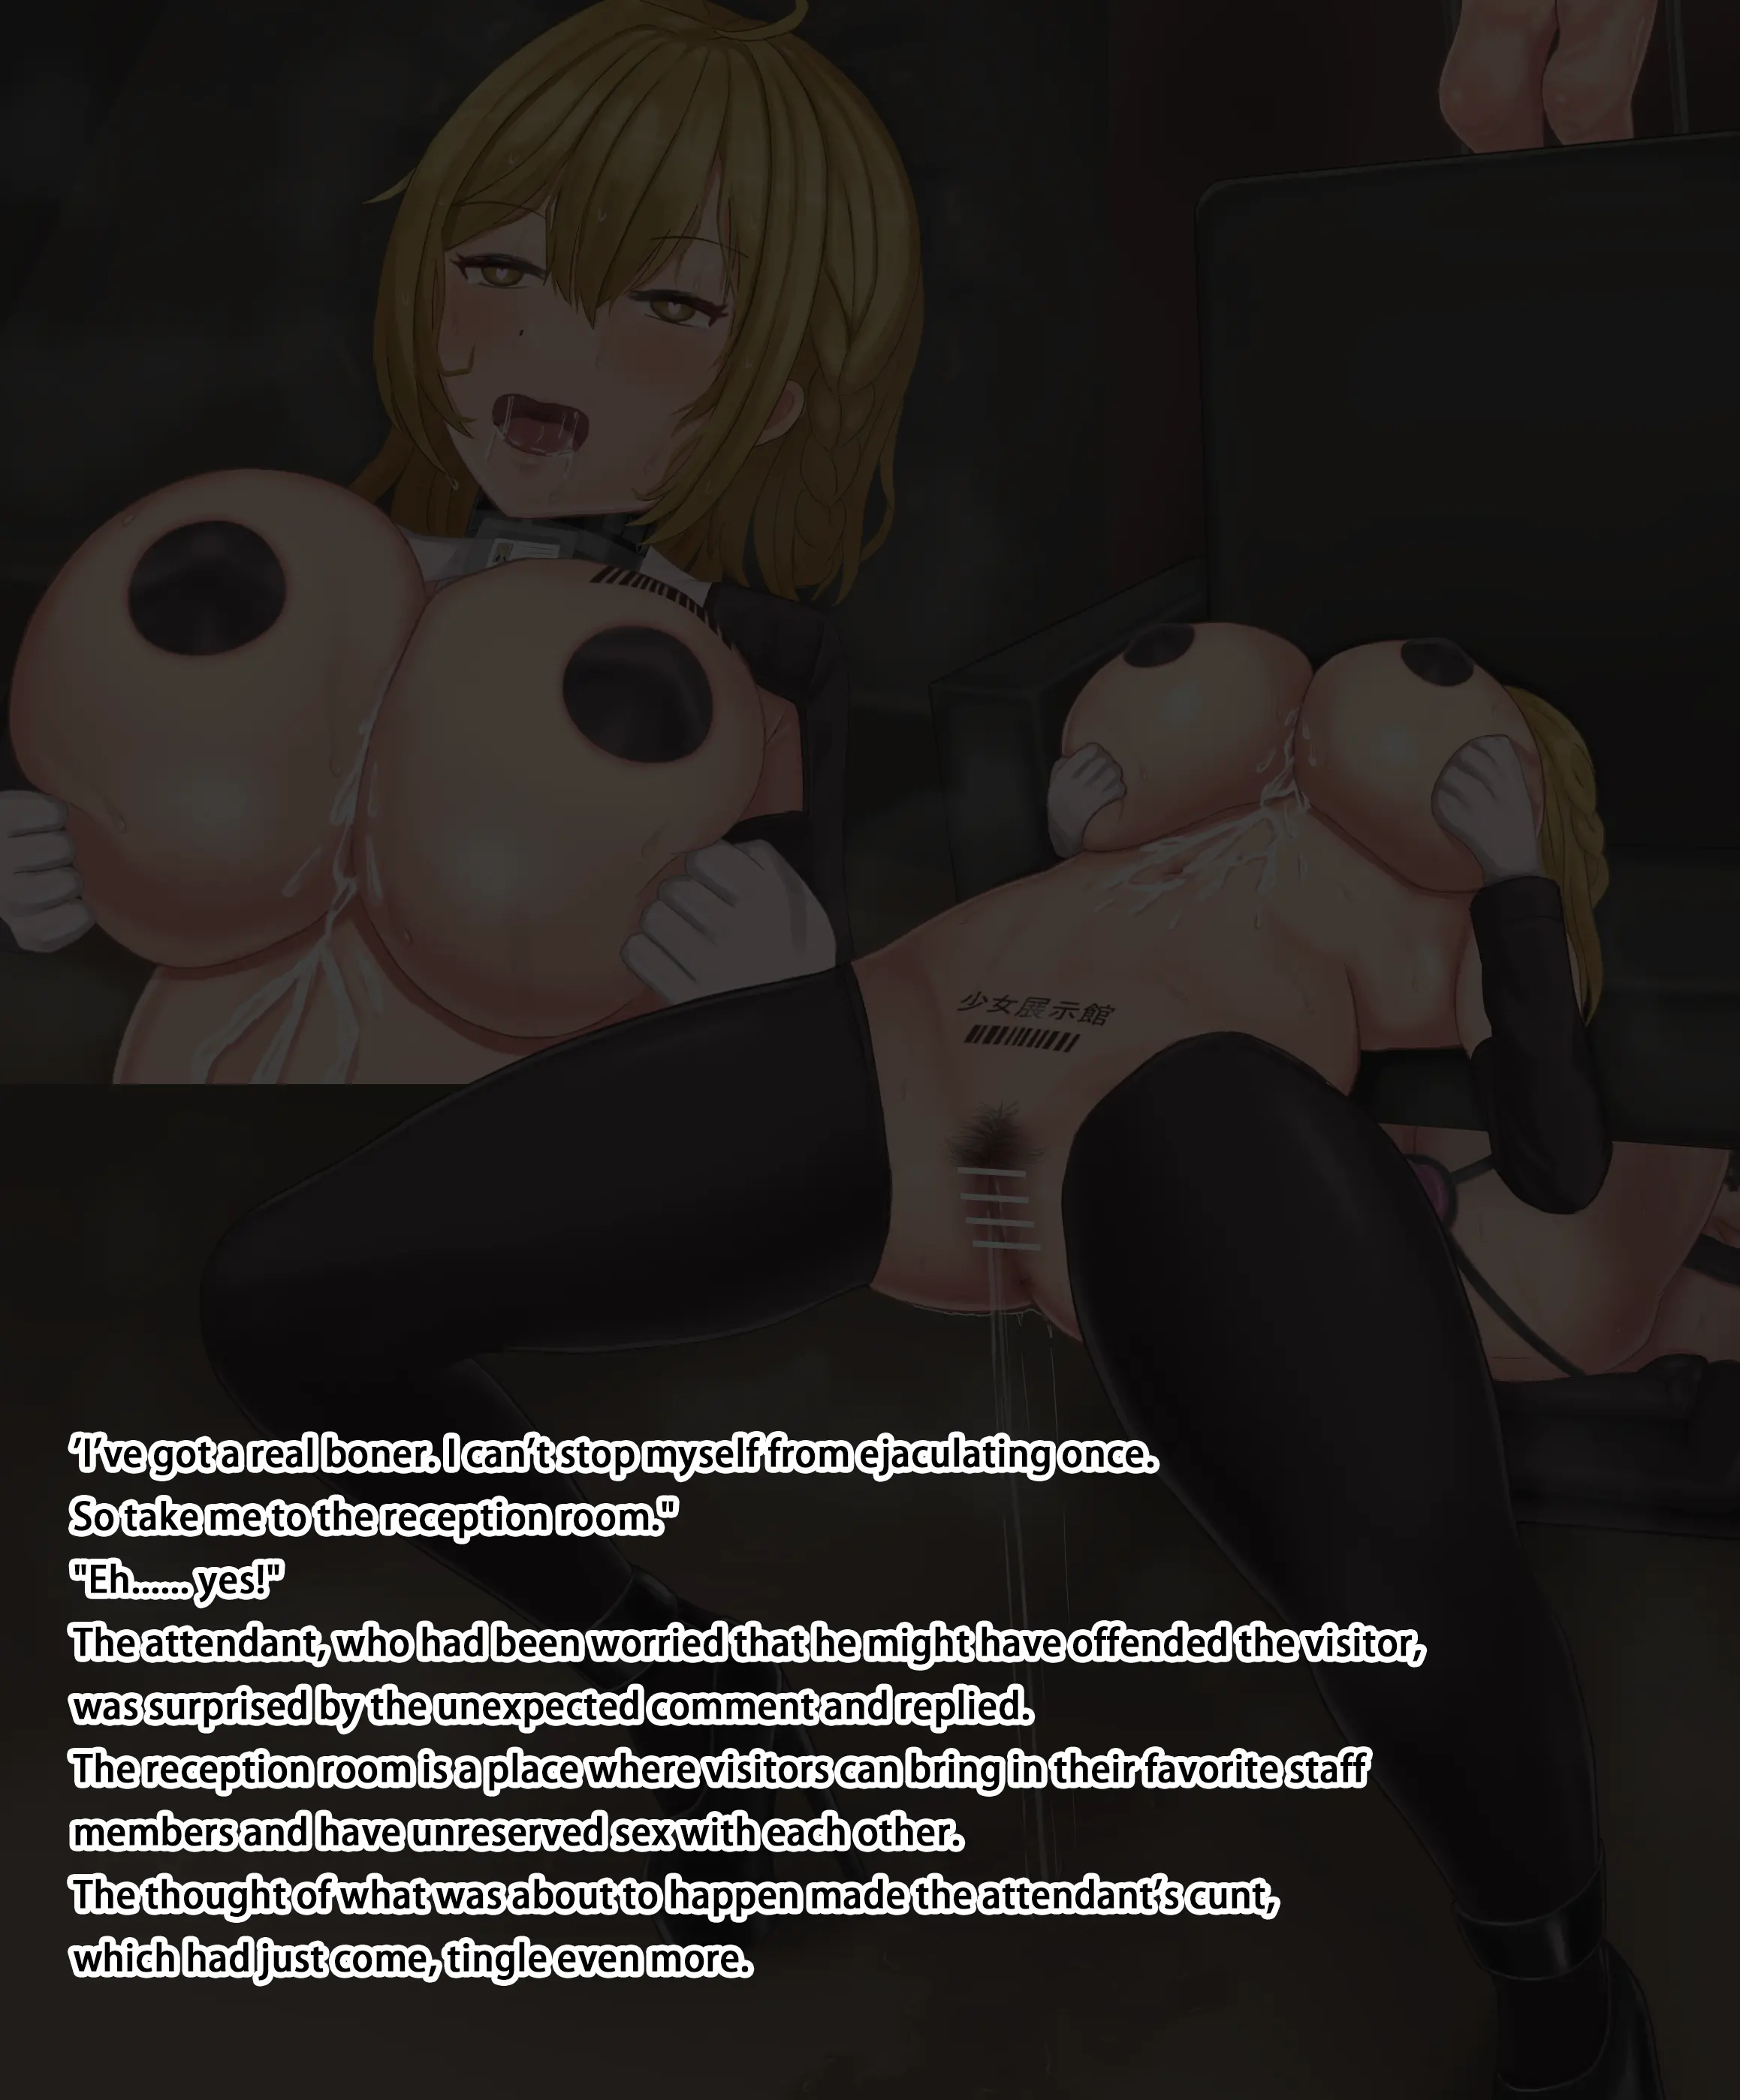 少女展示館
'I've got a real boner. I can't stop myself from ejaculating once.
So take me to the reception room."
"Eh...... yes!"
The attendant, who had been worried that he might have offended the visitor,
was surprised by the unexpected comment and replied.
The reception room is a place where visitors can bring in their favorite staff
members and have unreserved sex with each other.
The thought of what was about to happen made the attendant's cunt,
which had just come, tingle even more.